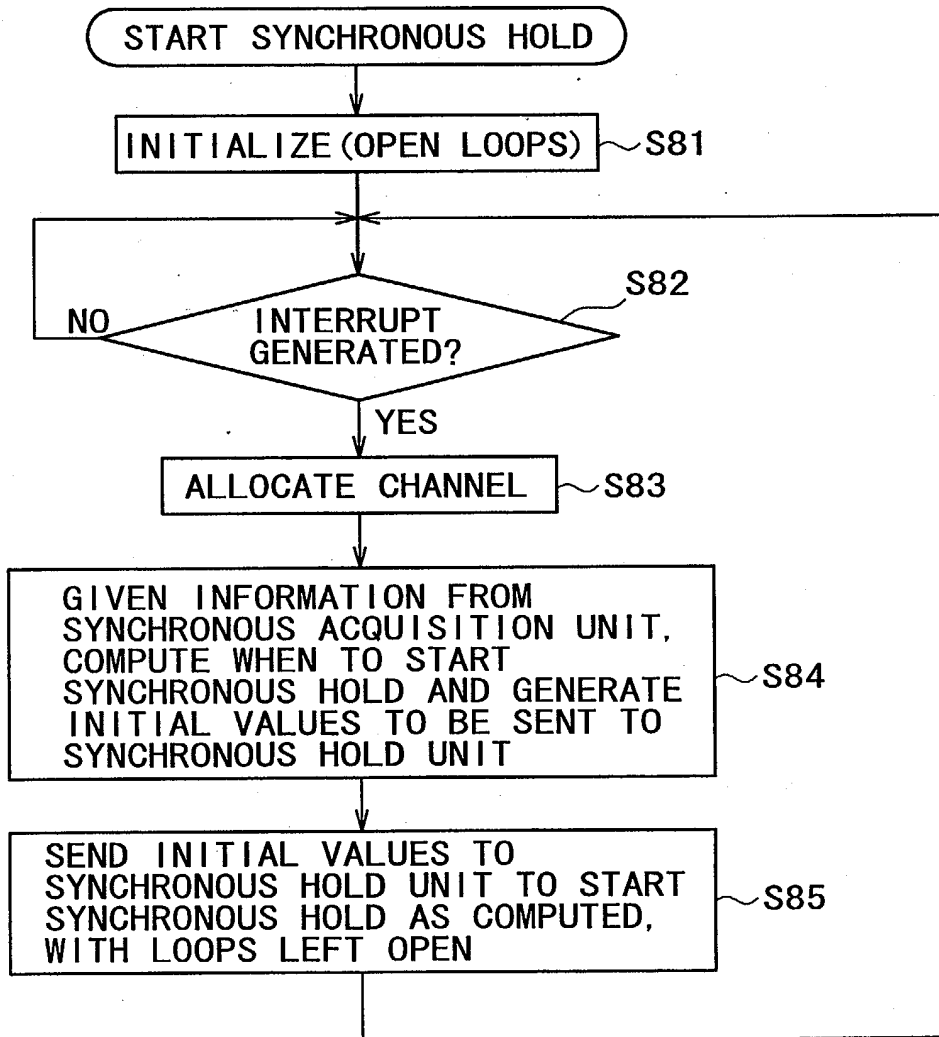 START SYNCHRONOUS HOLD
INITIALIZE(OPEN LOOPS)
S81
S82
NO
INTERRUPT
GENERATED?
YES
ALLOCATE CHANNEL
S83
GIVEN INFORMATION FROM
SYNCHRONOUS ACQUISITION UNIT,
COMPUTE WHEN TO START
SYNCHRONOUS HOLD AND GENERATE
INITIAL VALUES TO BE SENT TO
SYNCHRONOUS HOLD UNIT
S84
SEND INITIAL VALUES TO
SYNCHRONOUS HOLD UNIT TO START
SYNCHRONOUS HOLD AS COMPUTED,
WITH LOOPS LEFT OPEN
S85